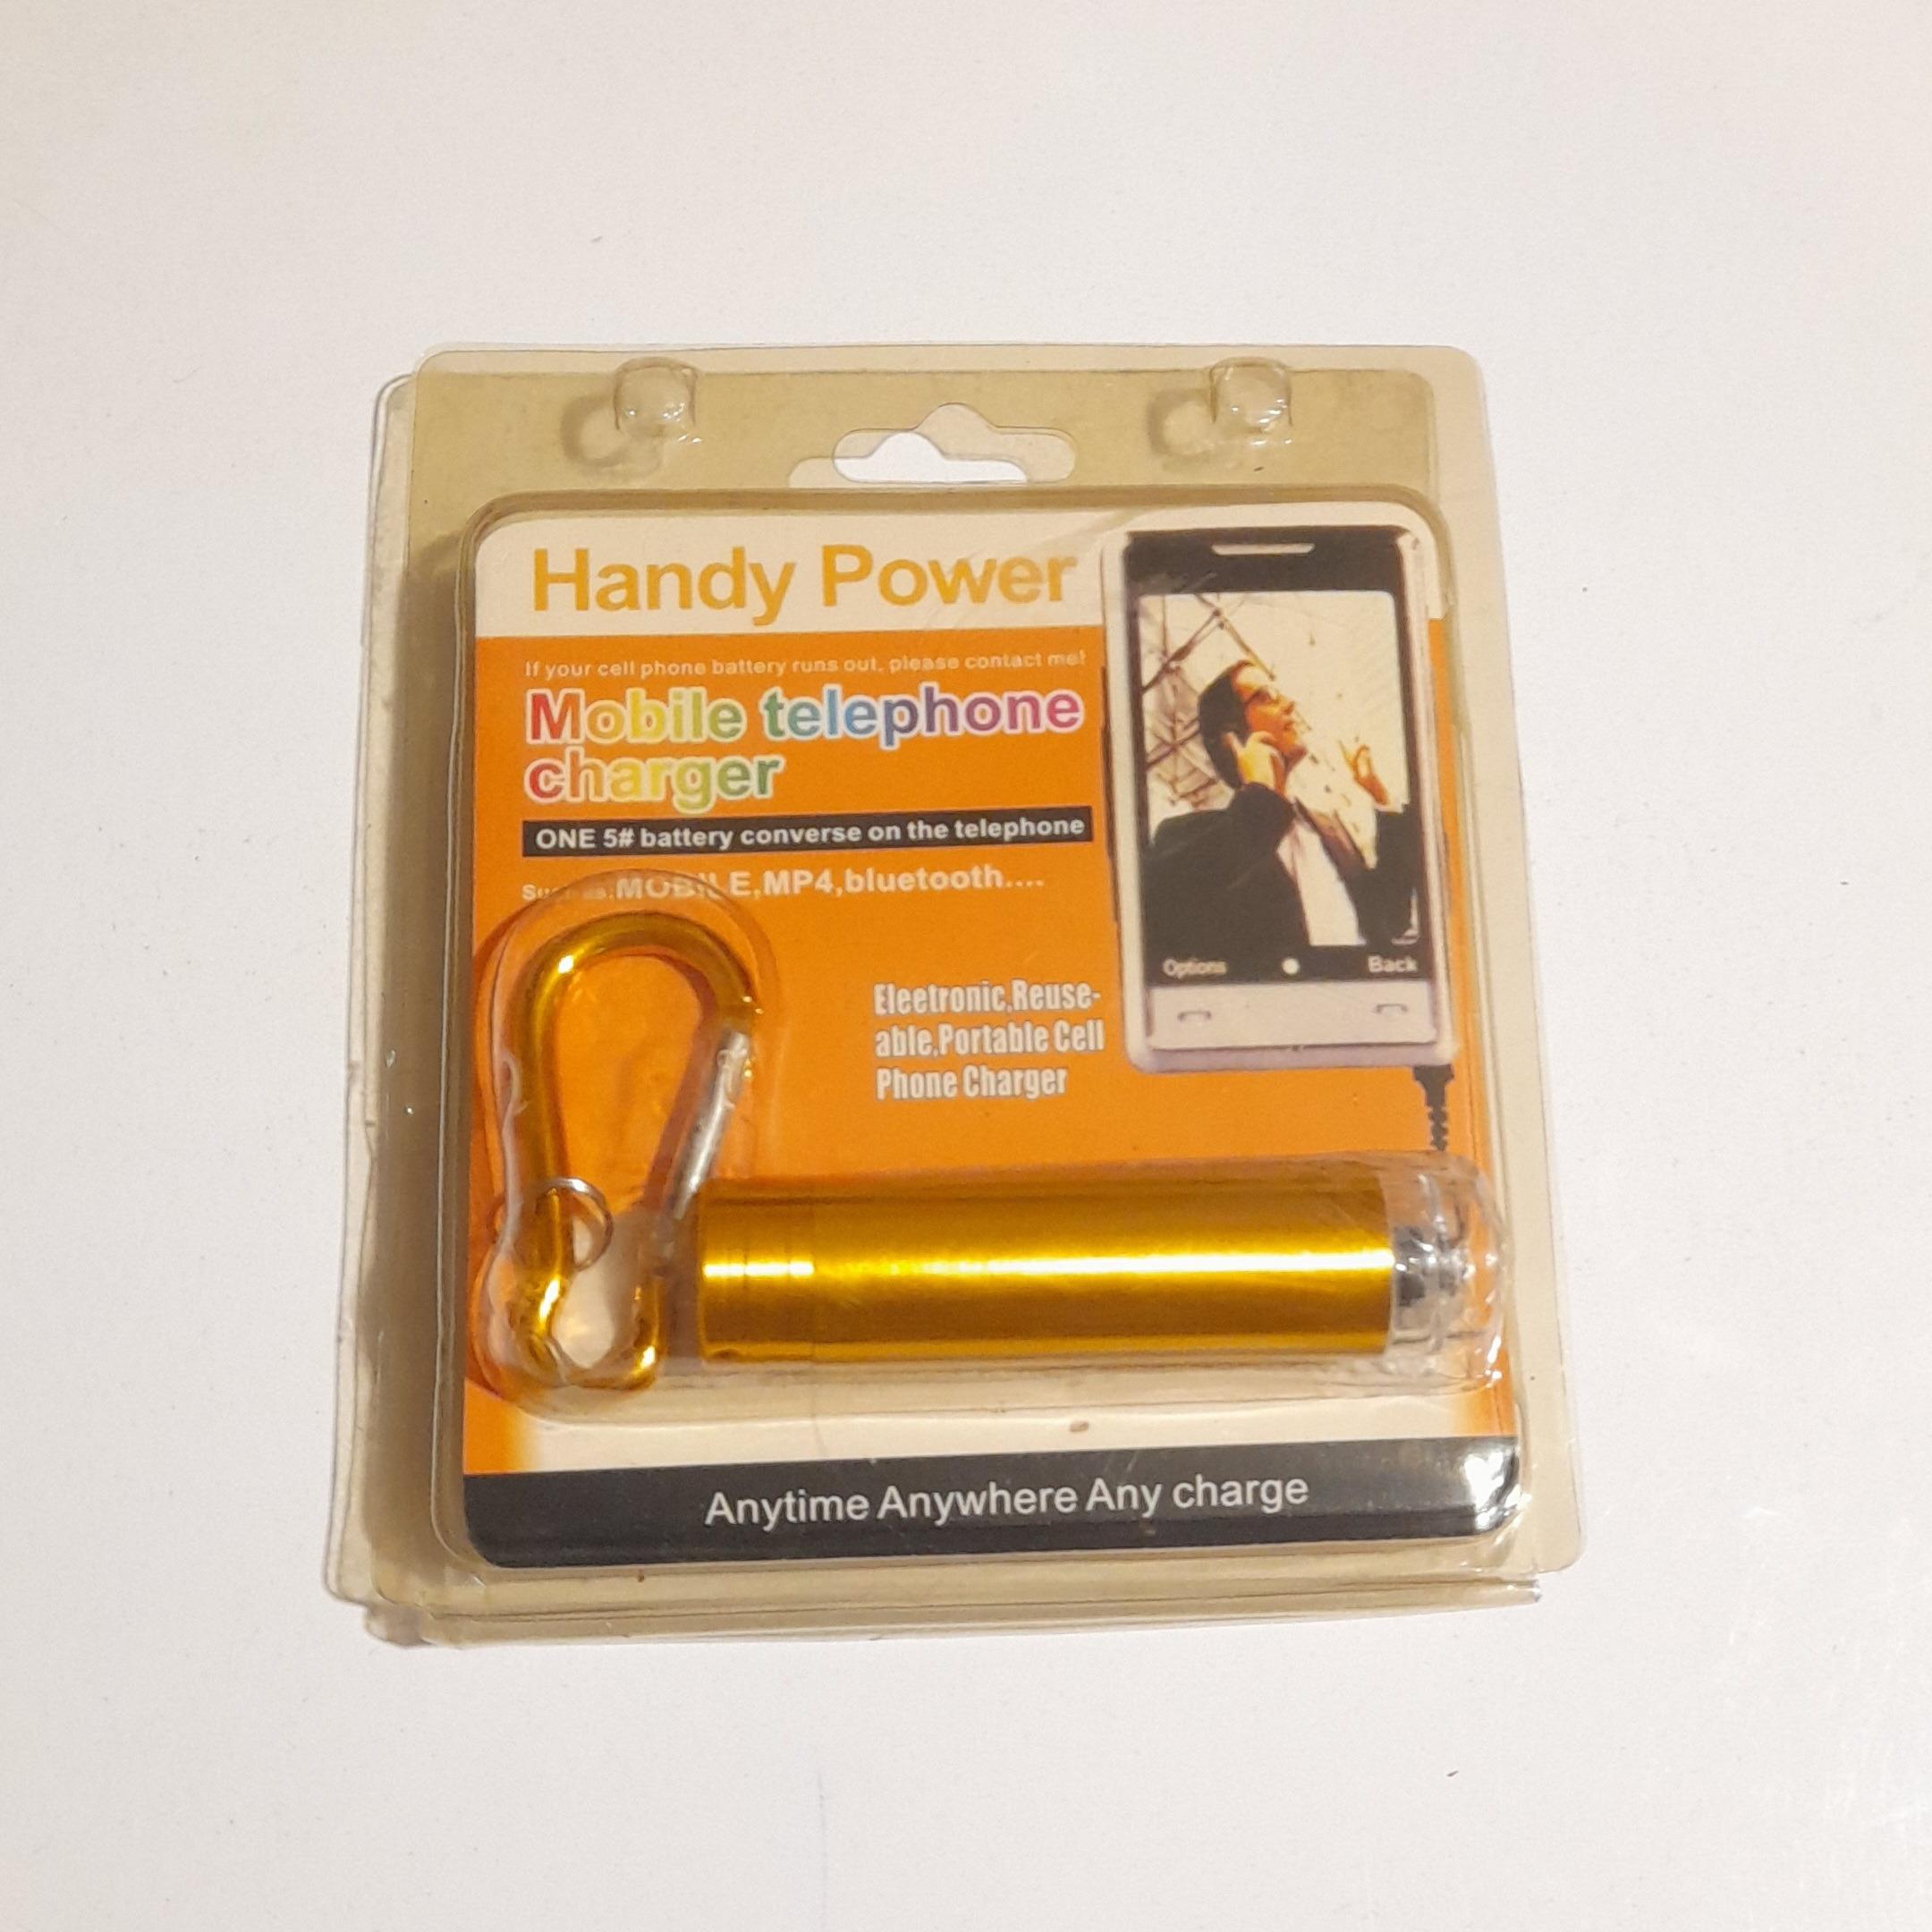 Handy Power
If your cell phone battery runs out, please contact me!
Mobile telephone
charger
ONE 5# battery converse on the telephone
MOBILE,MP4,bluetooth....
Options
Back
Eleetronic,Reuse-
able,Portable Cell
Phone Charger
Anytime Anywhere Any charge